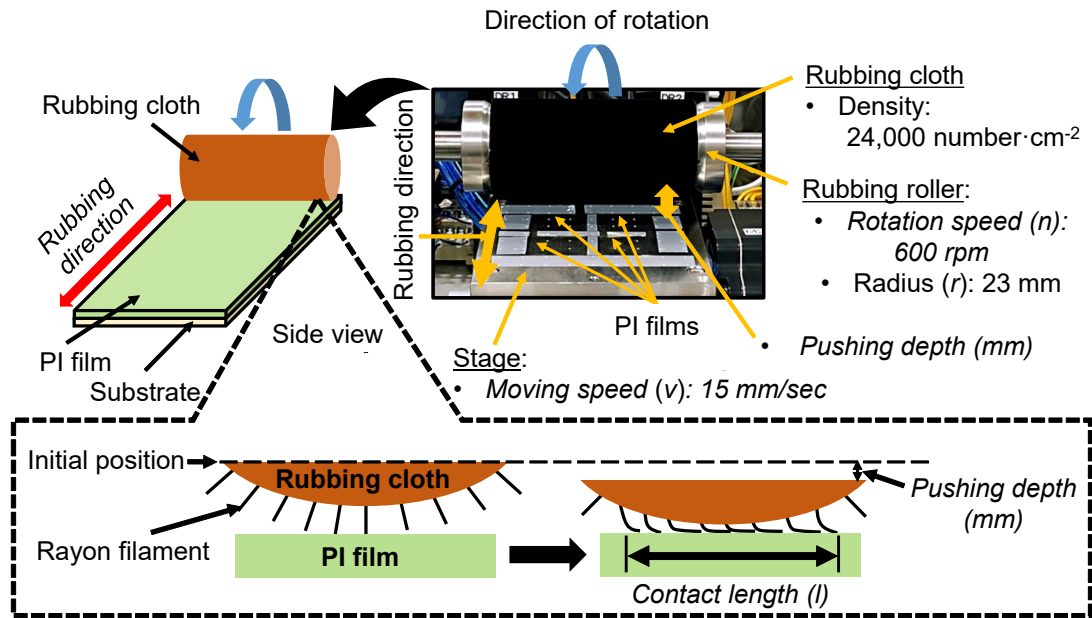 Direction of rotation
Rubbing cloth
Rubbing direction
PI film
Substrate
Side view
DR1
DR2
Rubbing direction
PI films
Rubbing cloth
• Density:
24,000 number·cm-2
Rubbing roller:
• Rotation speed (n):
600 rpm
• Radius (r): 23 mm
• Pushing depth (mm)
Stage:
• Moving speed (v): 15 mm/sec
Initial position
Rubbing cloth
Rayon filament
PI film
Pushing depth
(mm)
Contact length (l)